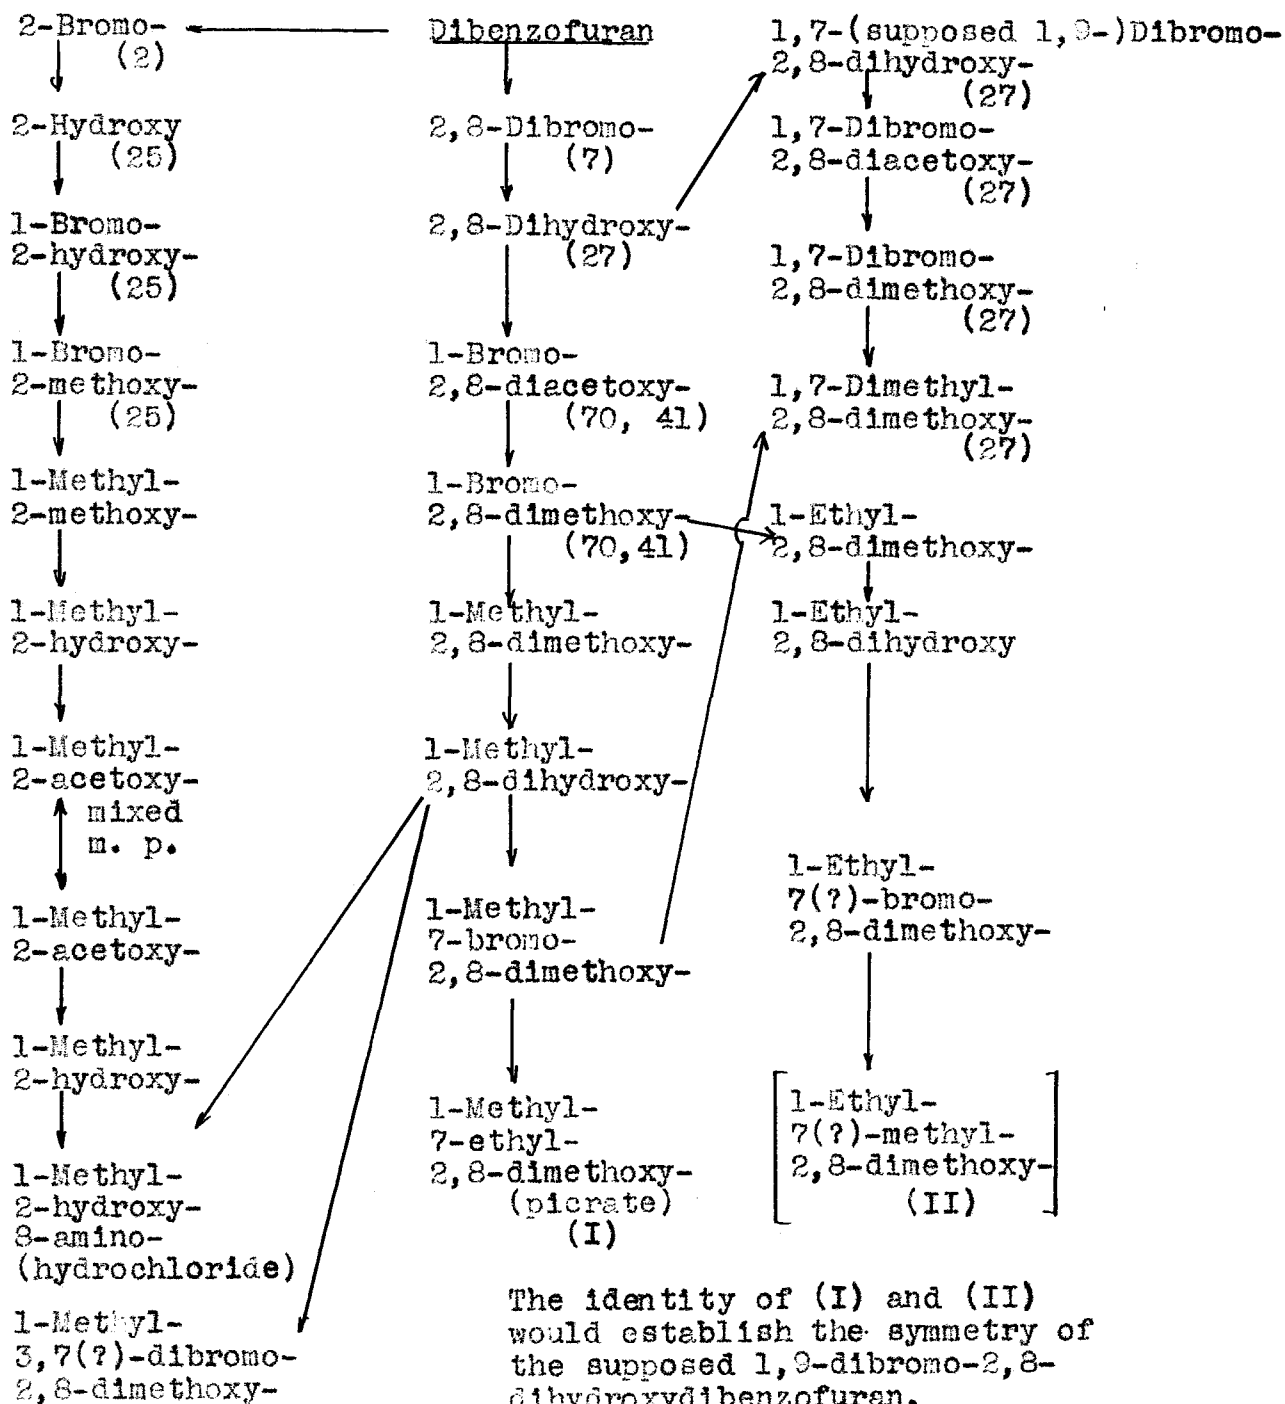 2-Bromo-
(2)
2-Hydroxy
(25)
1-Bromo-
2-hydroxy-
(25)
1-Bromo-
2-methoxy-
(25)
1-Methyl-
2-methoxy-
1-Methyl-
2-hydroxy-
1-Methyl-
2-acetoxy-
mixed
m. p.
1-Methyl-
2-acetoxy-
1-Methyl-
2-hydroxy-
1-Methyl-
2-hydroxy-
8-amino-
(hydrochloride)
1-Methyl-
3,7(?)-dibromo-
2,8-dimethoxy-
Dibenzofuran
2,8-Dibromo-
(7)
2,8-Dihydroxy-
(27)
1-Bromo-
2,8-diacetoxy-
(70, 41)
1-Bromo-
2,8-dimethoxy-
(70,41)
1-Methyl-
2,8-dimethoxy-
1-Methyl-
2,8-dihydroxy-
1-Methyl-
7-bromo-
2,8-dimethoxy-
1-Methyl-
7-ethyl-
2,8-dimethoxy-
(picrate)
(I)
1,7-(supposed 1,9-)Dibromo-
2,8-dihydroxy-
(27)
1,7-Dibromo-
2,8-diacetoxy-
(27)
1,7-Dibromo-
2,8-dimethoxy-
(27)
1,7-Dimethyl-
2,8-dimethoxy-
(27)
1-Ethyl-
2,8-dimethoxy-
1-Ethyl-
2,8-dihydroxy
1-Ethyl-
7(?)-bromo-
2,8-dimethoxy-
1-Ethyl-
7(?)-methyl-
2,8-dimethoxy-
(II)
The identity of (I) and (II)
would establish the symmetry of
the supposed 1,9-dibromo-2,8-
dihydroxydibenzofuran.